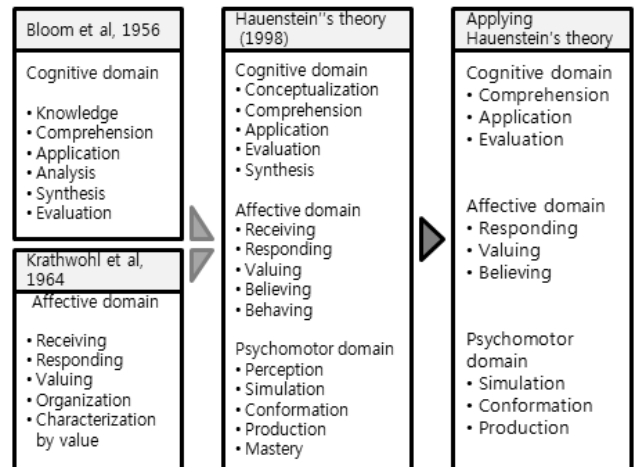 Bloom et al, 1956
Cognitive domain
• Knowledge
• Comprehension
• Application
• Analysis
• Synthesis
• Evaluation
Krathwohl et al,
1964
Affective domain
• Receiving
• Responding
• Valuing
• Organization
• Characterization
by value
Hauenstein''s theory
(1998)
Cognitive domain
• Conceptualization
• Comprehension
• Application
• Evaluation
• Synthesis
Affective domain
• Receiving
• Responding
• Valuing
• Believing
• Behaving
Psychomotor domain
• Perception
• Simulation
• Conformation
• Production
• Mastery
Applying
Hauenstein's theory
Cognitive domain
• Comprehension
• Application
• Evaluation
Affective domain
• Responding
• Valuing
• Believing
Psychomotor
domain
• Simulation
• Conformation
• Production